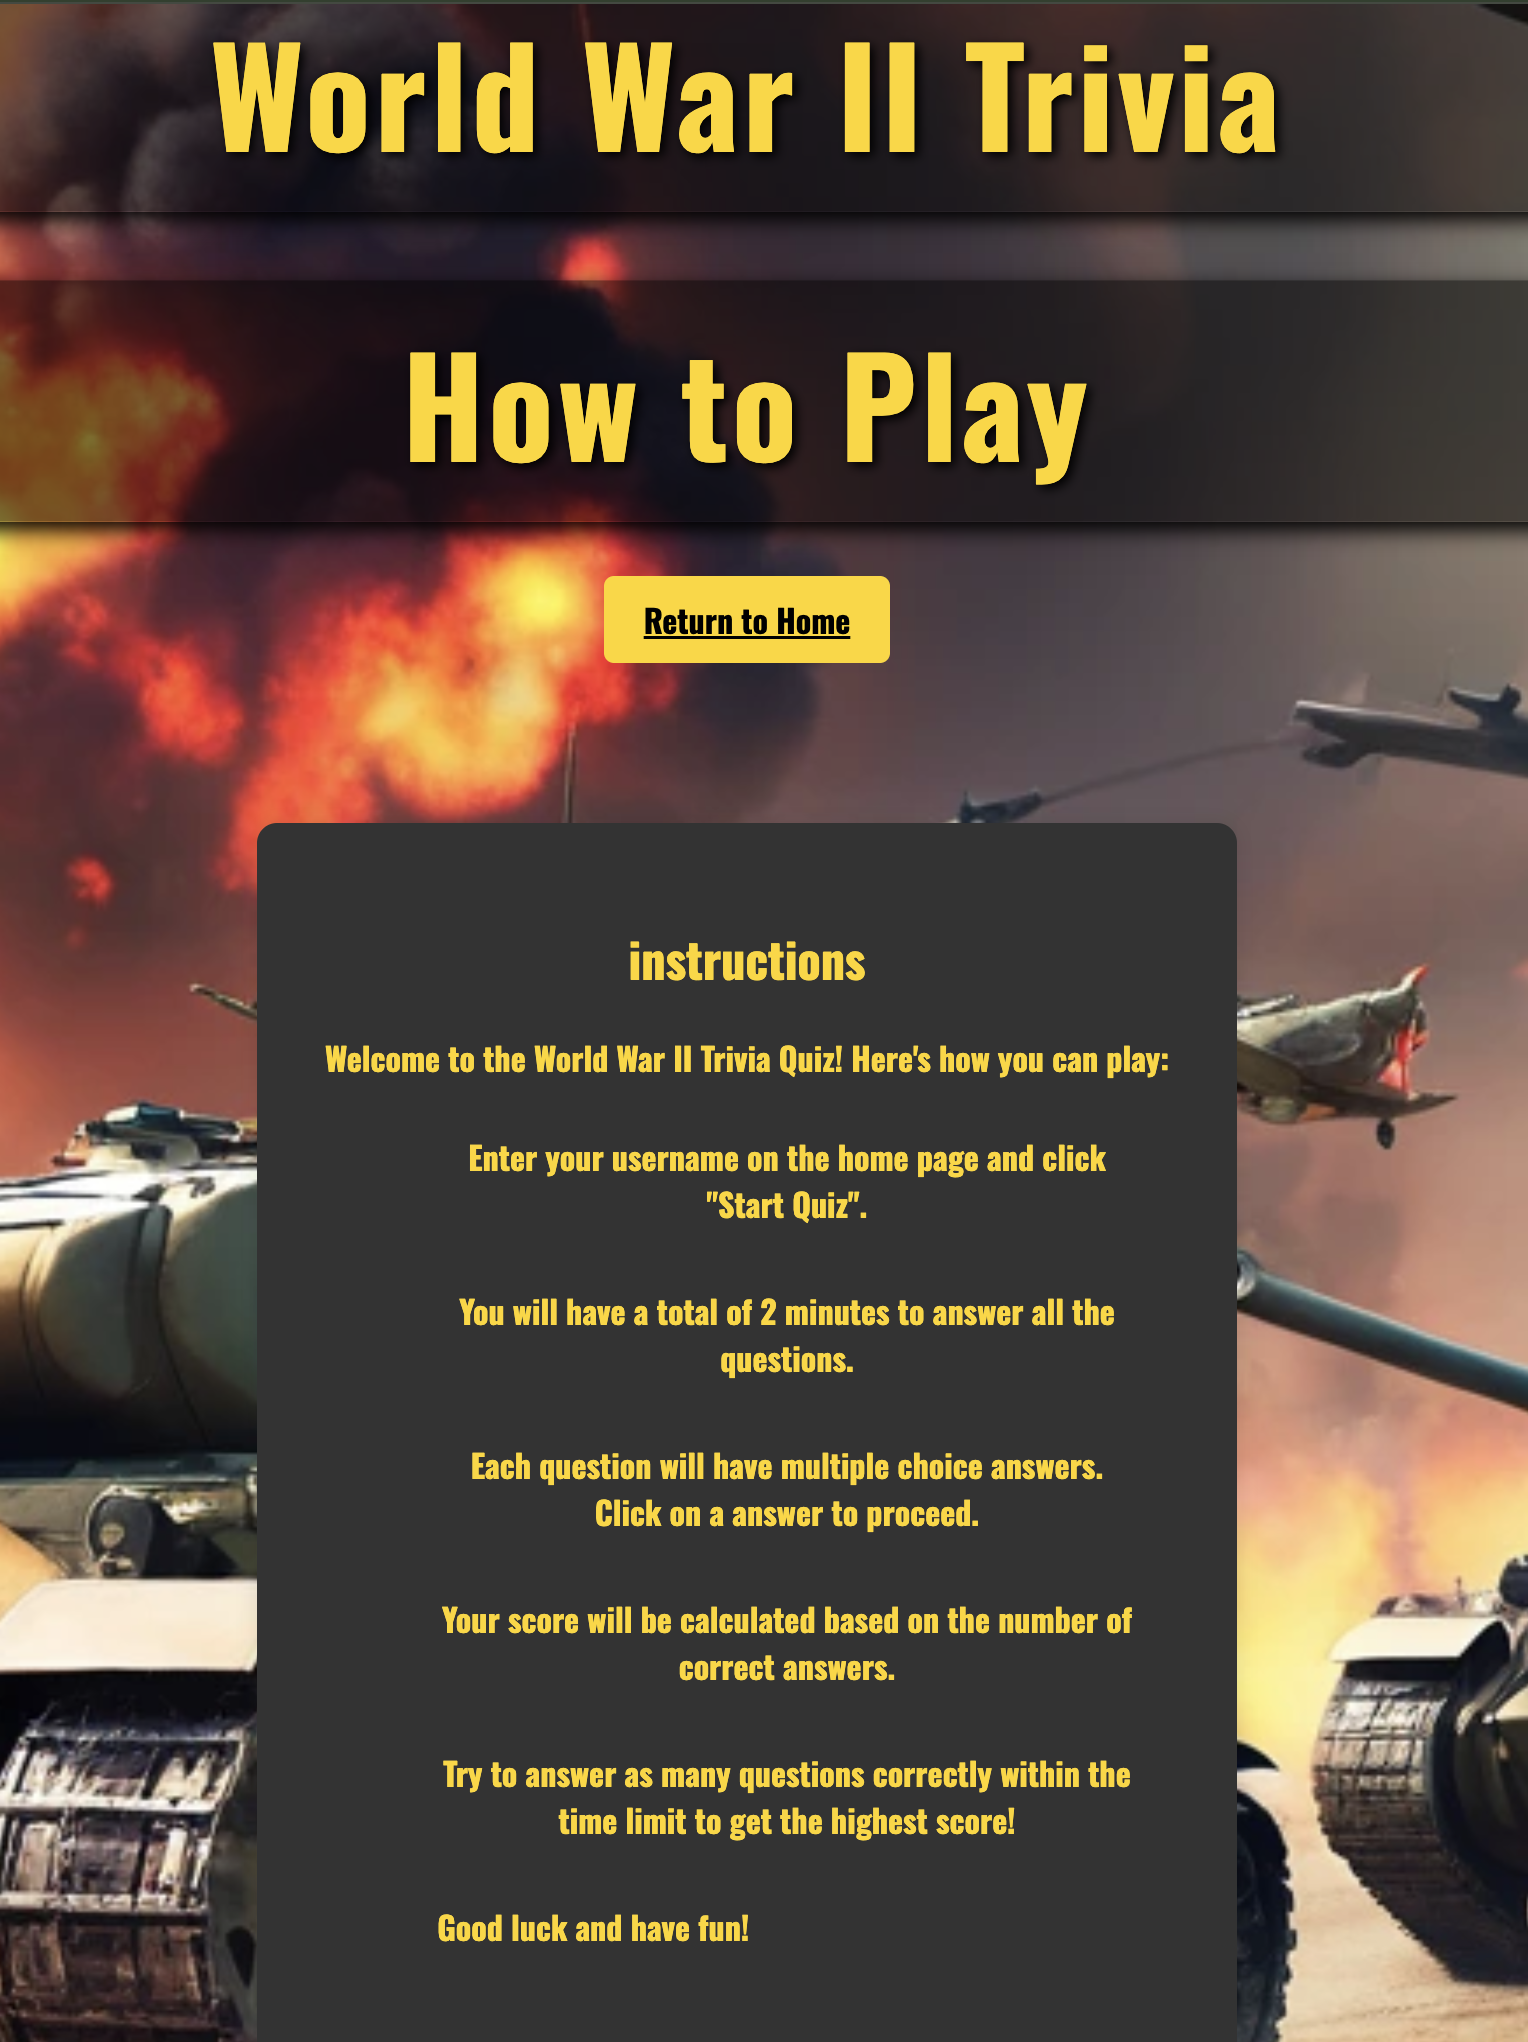 World War II Trivia
How to Play
Return to Home
instructions
Welcome to the World War II Trivia Quiz! Here's how you can play:
Enter your username on the home page and click
"Start Quiz".
You will have a total of 2 minutes to answer all the
questions.
Each question will have multiple choice answers.
Click on a answer to proceed.
Your score will be calculated based on the number of
correct answers.
Try to answer as many questions correctly within the
time limit to get the highest score!
Good luck and have fun!